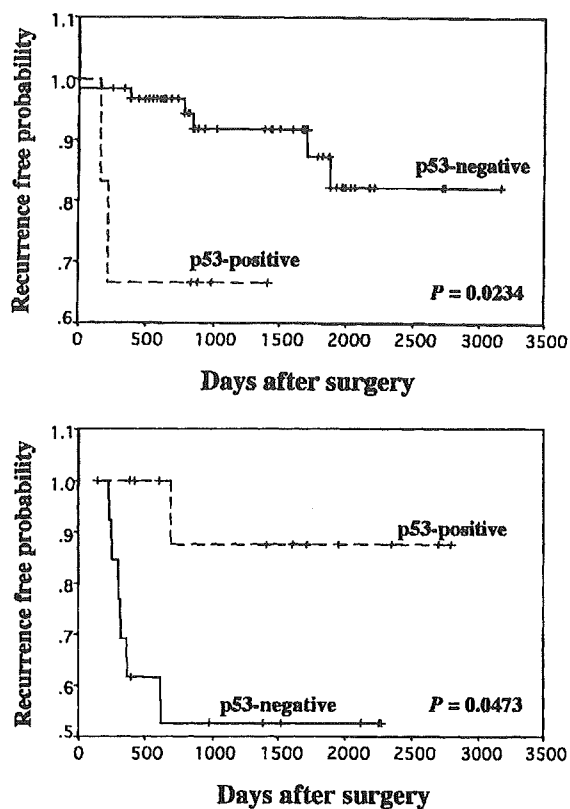 Recurrence free probability
1.1
1.0
.9
.8
.7
.6
p53-negative
p53-positive
P = 0.0234
0 500 1000 1500 2000 2500 3000 3500
Days after surgery
Recurrence free probability
1.1
1.0
.9
.8
.7
.6
.5
p53-positive
p53-negative
P = 0.0473
0 500 1000 1500 2000 2500 3000 3500
Days after surgery